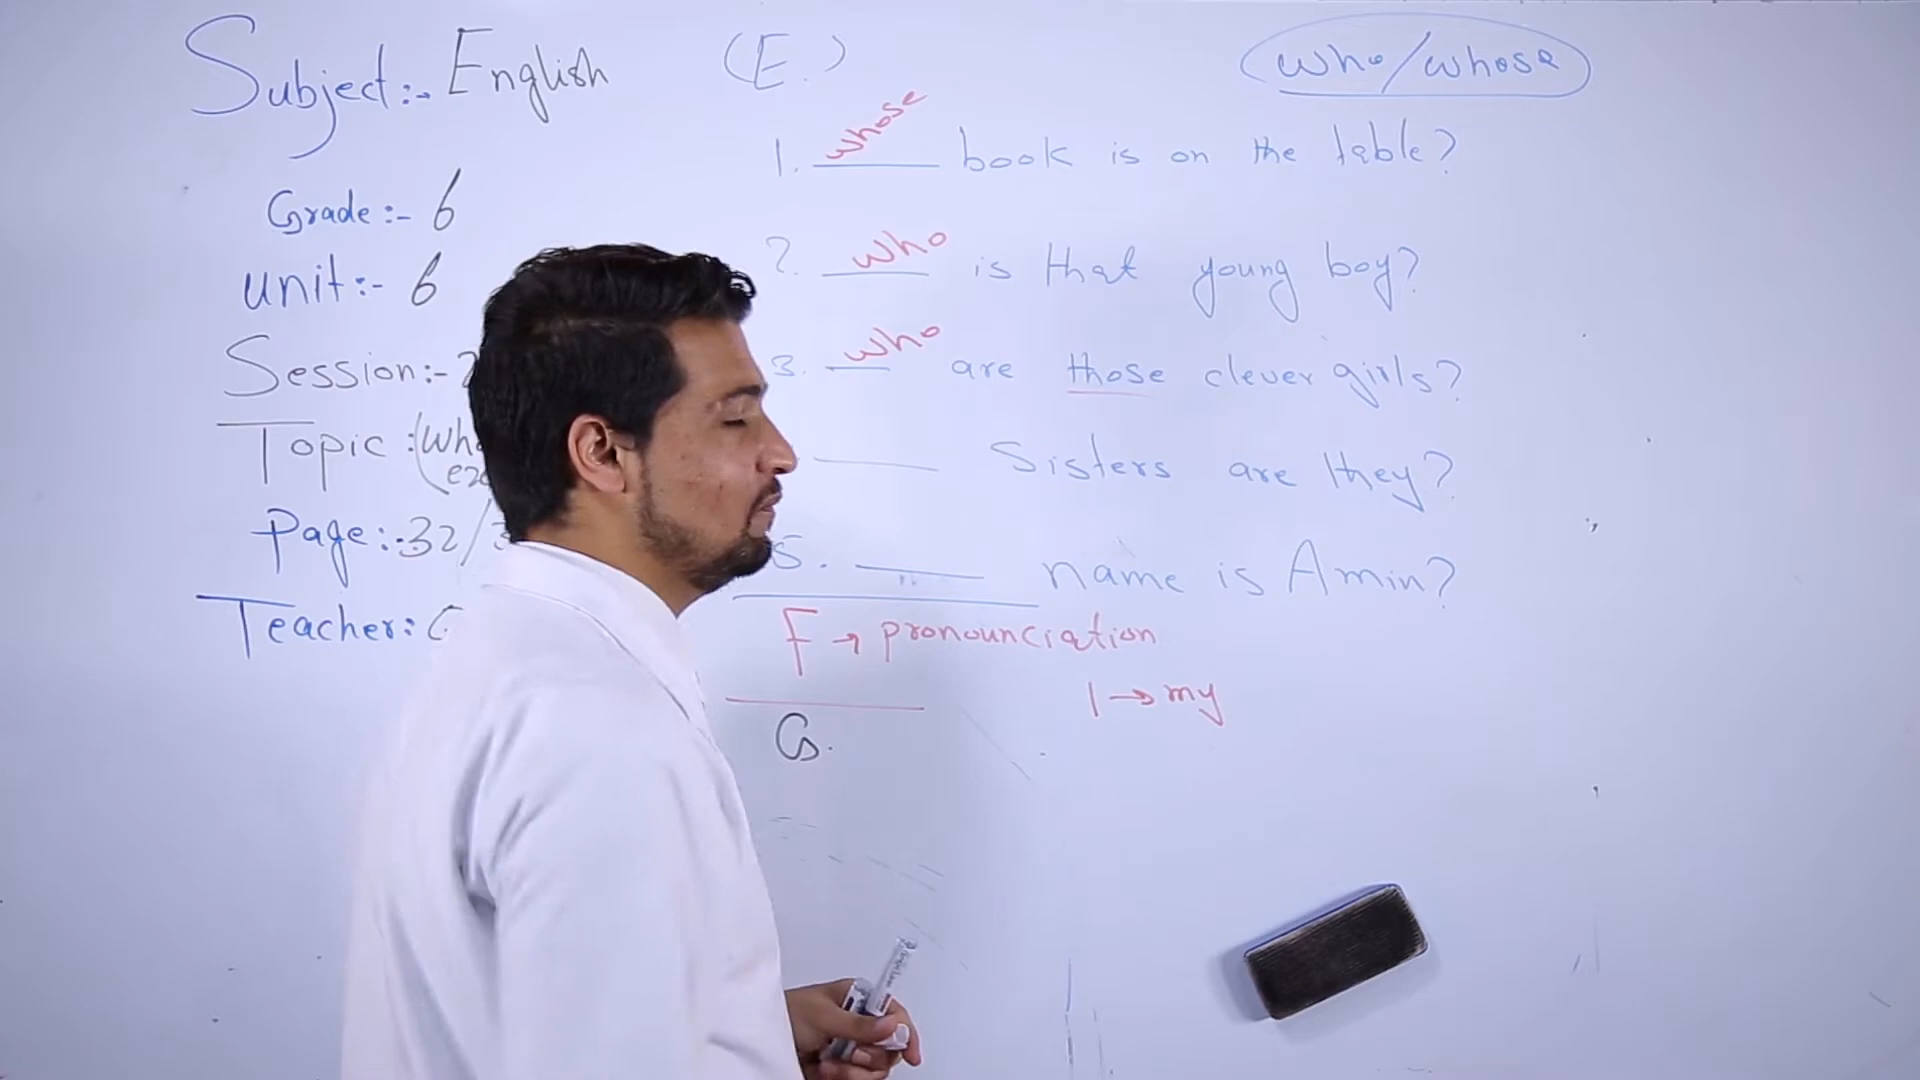 Subject:- English
Grade:- 6
unit:- 6
Session:-
Topic :(
Page:-32/
Teacher:
(E.)
who/whose
1. whose book is on the table?
2. who is that young boy?
3. who are those clever girls?
____ Sisters are they?
5. ____ name is Amin?
F → pronounciation
1 → my
G.